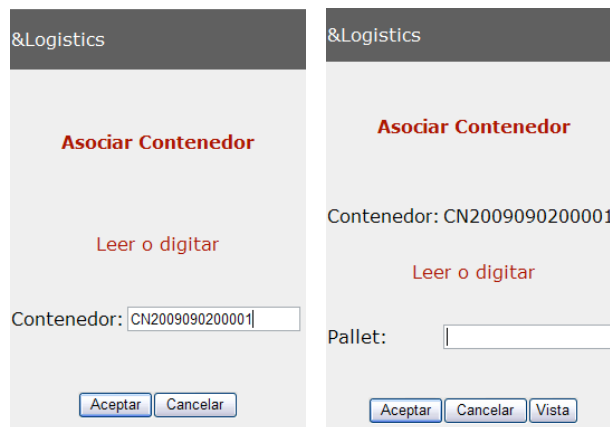 &Logistics
Asociar Contenedor
Leer o digitar
Contenedor: CN2009090200001
Aceptar Cancelar
&Logistics
Asociar Contenedor
Contenedor: CN2009090200001
Leer o digitar
Pallet:
Aceptar Cancelar Vista